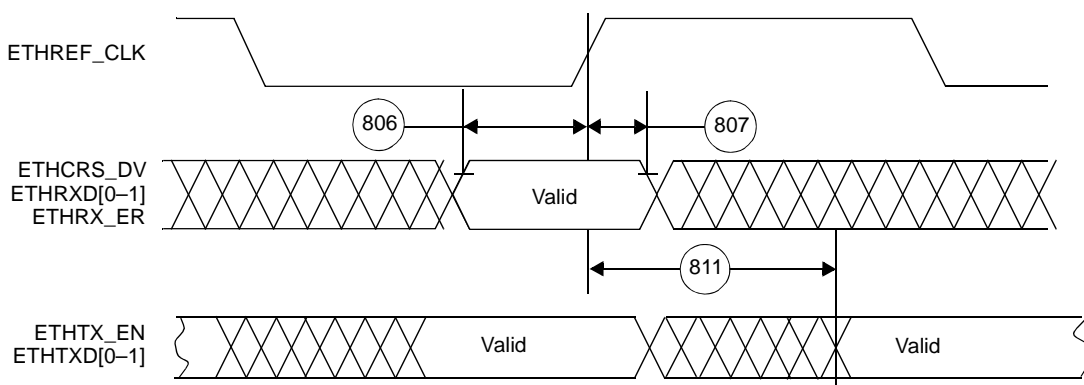 ETHREF_CLK
806
807
ETHCRS_DV
ETHRXD[0–1]
ETHRX_ER
Valid
811
ETHTX_EN
ETHTXD[0–1]
Valid
Valid